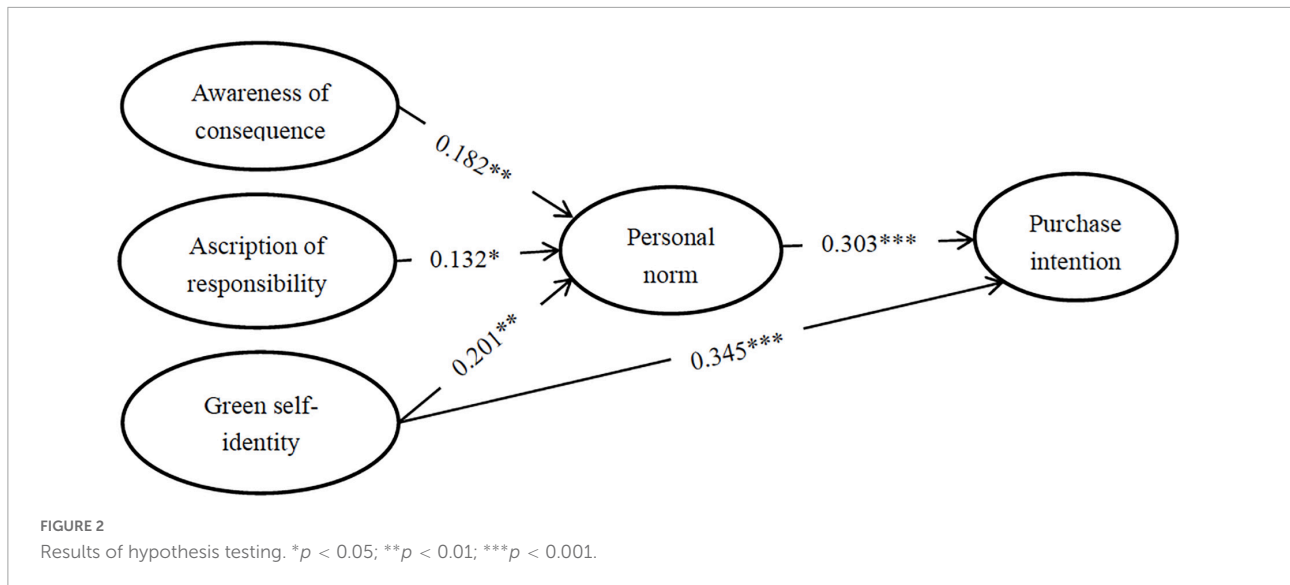 Awareness of
consequence
0.182**
Ascription of
responsibility
0.132*
Green self-
identity
0.201**
Personal
norm
0.303***
0.345***
Purchase
intention
FIGURE 2
Results of hypothesis testing. *p < 0.05; **p < 0.01; ***p < 0.001.